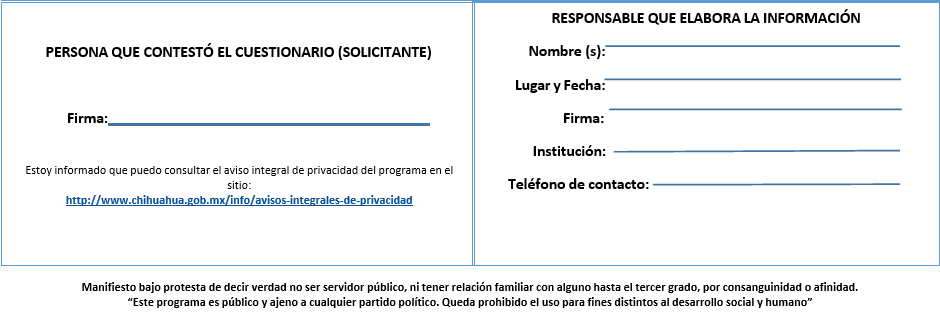 PERSONA QUE CONTESTÓ EL CUESTIONARIO (SOLICITANTE)
Firma:
Estoy informado que puedo consultar el aviso integral de privacidad del programa en el
sitio:
http://www.chihuahua.gob.mx/info/avisos-integrales-de-privacidad
RESPONSABLE QUE ELABORA LA INFORMACIÓN
Nombre (s):
Lugar y Fecha:
Firma:
Institución:
Teléfono de contacto:
Manifiesto bajo protesta de decir verdad no ser servidor público, ni tener relación familiar con alguno hasta el tercer grado, por consanguinidad o afinidad.
“Este programa es público y ajeno a cualquier partido político. Queda prohibido el uso para fines distintos al desarrollo social y humano”